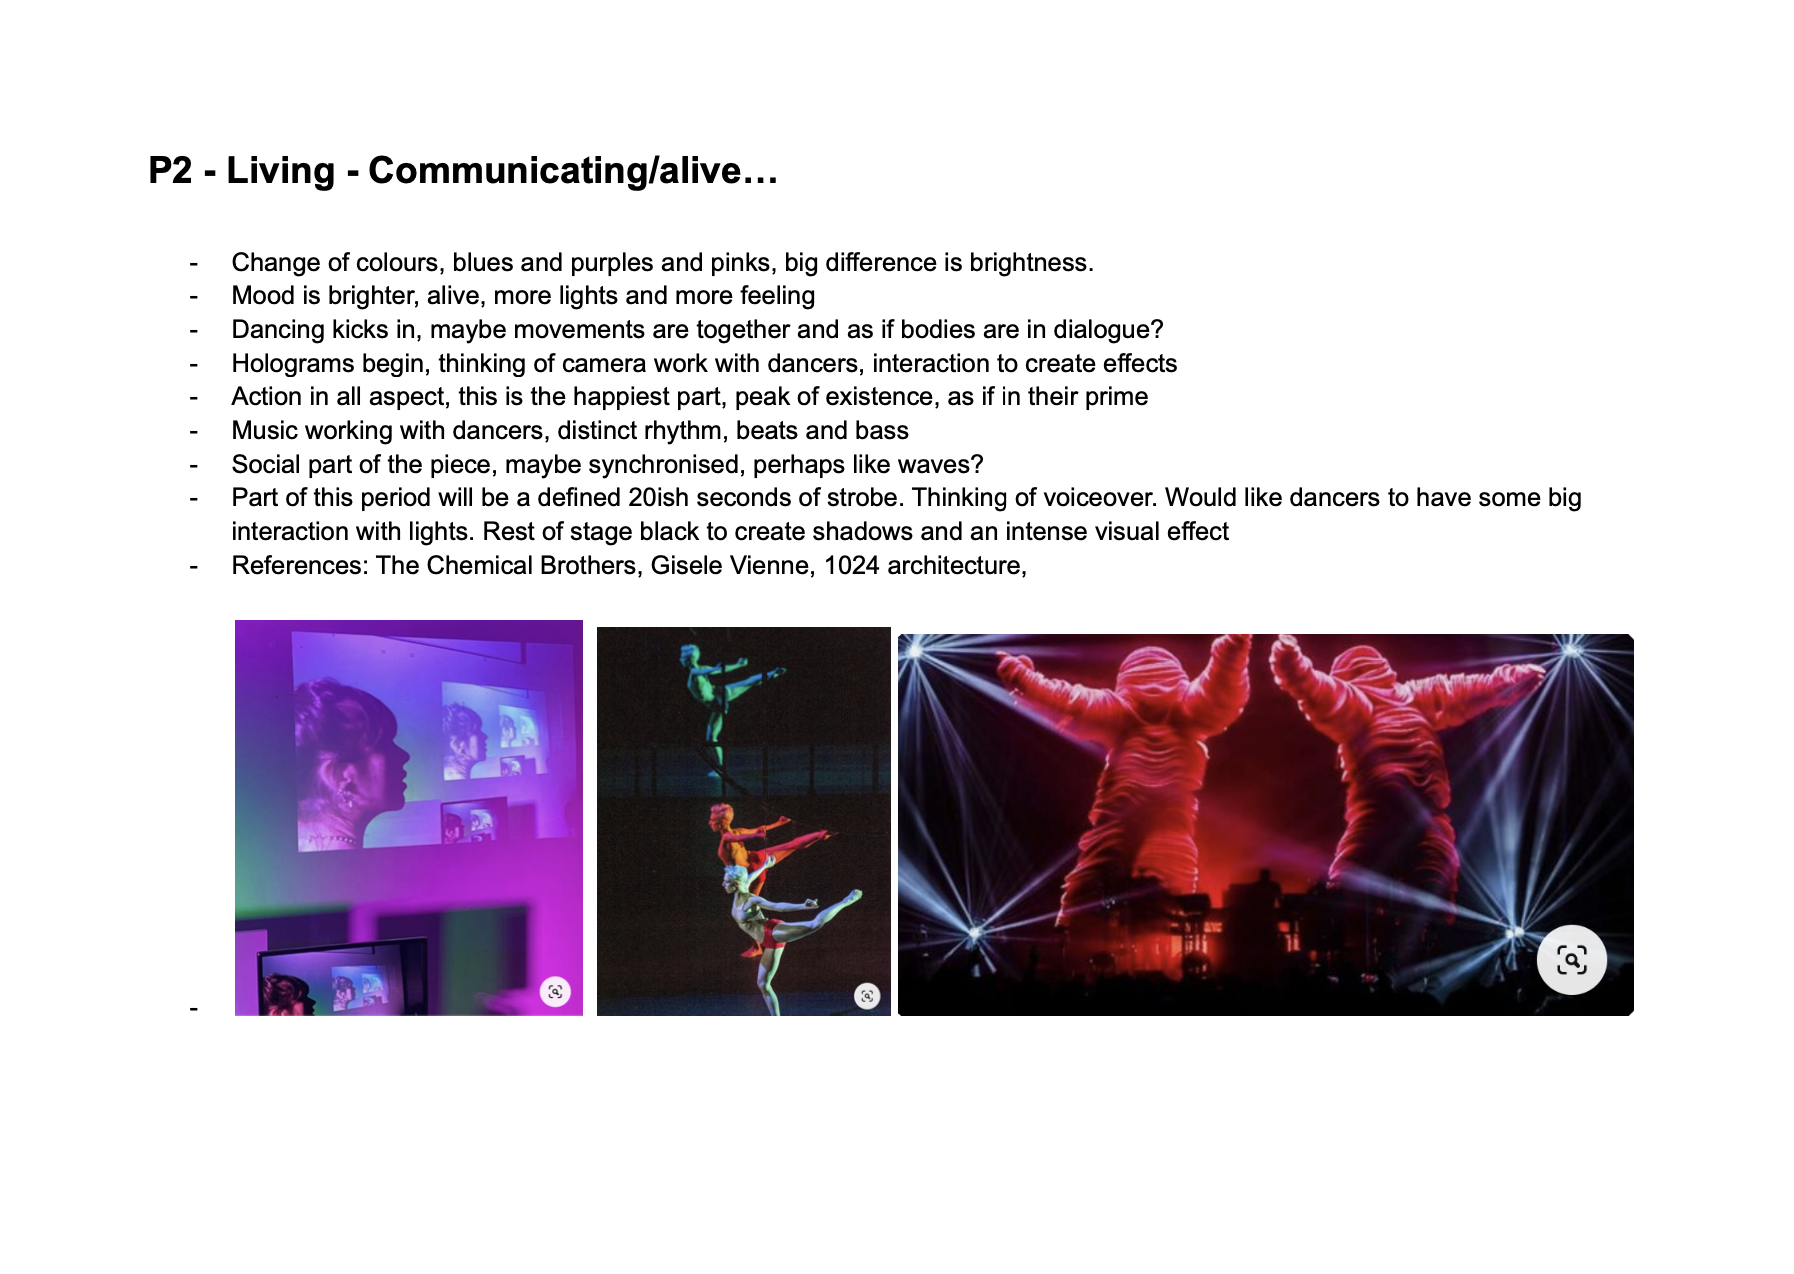 P2 - Living - Communicating/alive…
- Change of colours, blues and purples and pinks, big difference is brightness.
- Mood is brighter, alive, more lights and more feeling
- Dancing kicks in, maybe movements are together and as if bodies are in dialogue?
- Holograms begin, thinking of camera work with dancers, interaction to create effects
- Action in all aspect, this is the happiest part, peak of existence, as if in their prime
- Music working with dancers, distinct rhythm, beats and bass
- Social part of the piece, maybe synchronised, perhaps like waves?
- Part of this period will be a defined 20ish seconds of strobe. Thinking of voiceover. Would like dancers to have some big
interaction with lights. Rest of stage black to create shadows and an intense visual effect
- References: The Chemical Brothers, Gisele Vienne, 1024 architecture,
-